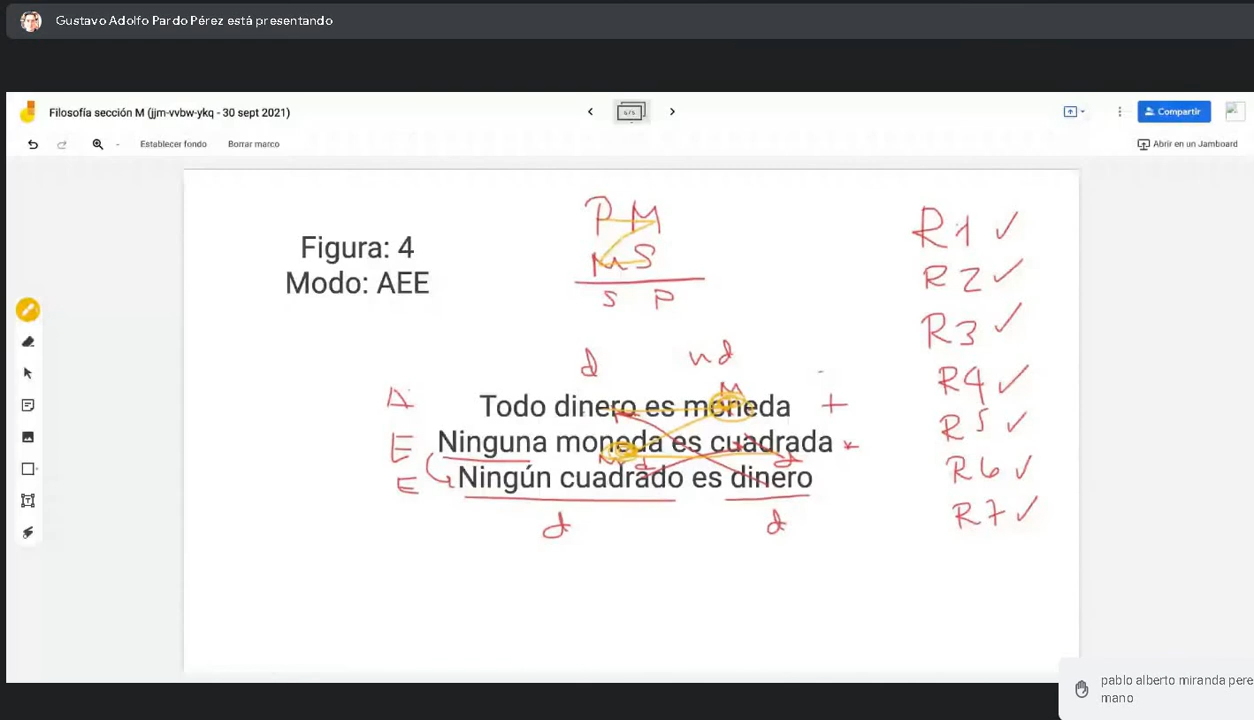 Gustavo Adolfo Pardo Pérez está presentando
Filosofía sección M (jjm-vvbw-ykq - 30 sept 2021)
Compartir
Establecer fondo
Borrar marco
Abrir en un Jamboard
Figura: 4
Modo: AEE
P M
M S
S P
R1 ✓
R2 ✓
R3 ✓
R4 ✓
R5 ✓
R6 ✓
R7 ✓
d nd
M
A Todo dinero es moneda +
E Ninguna moneda es cuadrada
M d d
E Ningún cuadrado es dinero
d d
pablo alberto miranda pere
mano